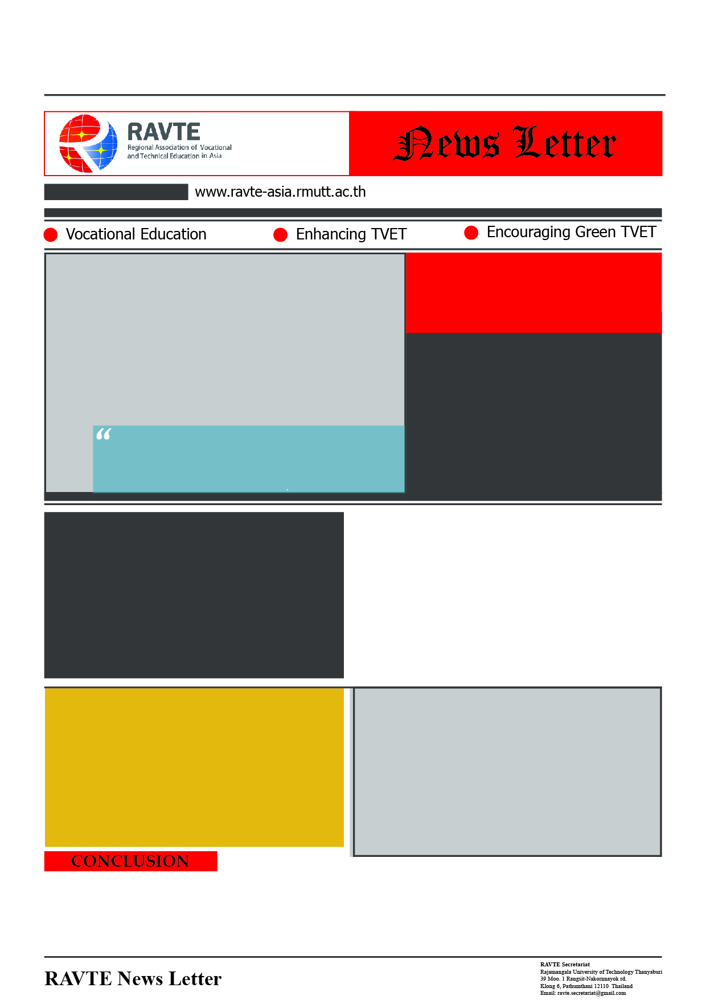 RAVTE
Regional Association of Vocational
and Technical Education in Asia
News Letter
www.ravte-asia.rmutt.ac.th
Vocational Education
Enhancing TVET
Encouraging Green TVET
“
CONCLUSION
RAVTE News Letter
RAVTE Secretariat
Rajamangala University of Technology Thanyaburi
39 Moo. 1 Rangsit-Nakornnayok rd.
Klong 6, Pathumthani 12110 Thailand
Email: ravte.secretariat@gmail.com